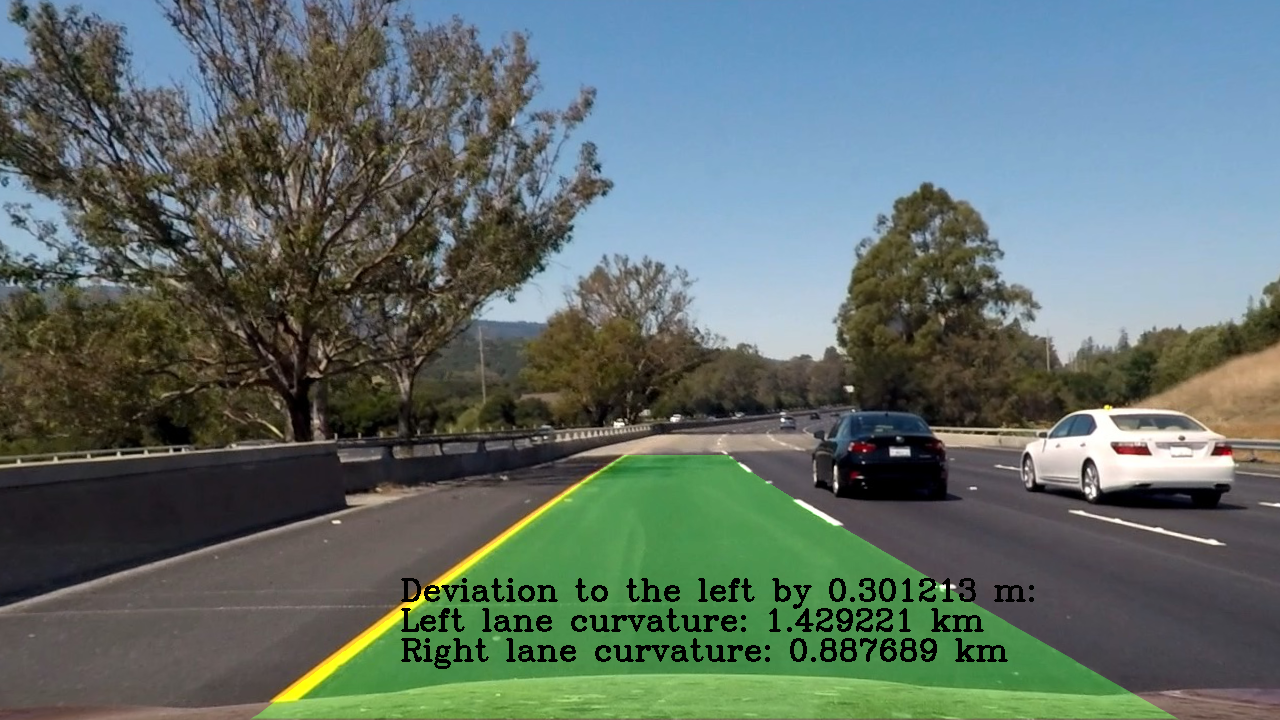 Deviation to the left by 0.301213 m:
Left lane curvature: 1.429221 km
Right lane curvature: 0.887689 km